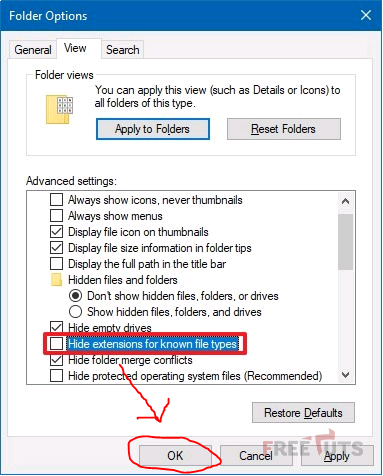 Folder Options
General
View
Search
Folder views
You can apply this view (such as Details or Icons) to
all folders of this type.
Apply to Folders
Reset Folders
Advanced settings:
Always show icons, never thumbnails
Always show menus
Display file icon on thumbnails
Display file size information in folder tips
Display the full path in the title bar
Hidden files and folders
Don't show hidden files, folders, or drives
Show hidden files, folders, and drives
Hide empty drives
Hide extensions for known file types
Hide folder merge conflicts
Hide protected operating system files (Recommended)
Restore Defaults
OK
Cancel
Apply
FREETUTS